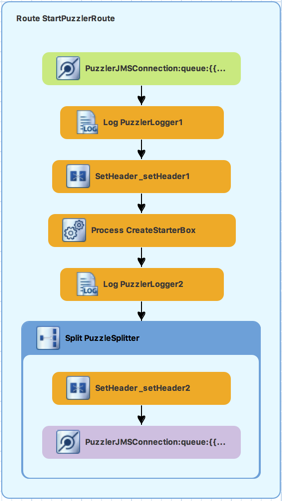 Route StartPuzzlerRoute
PuzzlerJMSConnection:queue:{{...
LOG
Log PuzzlerLogger1
SetHeader _setHeader1
Process CreateStarterBox
LOG
Log PuzzlerLogger2
Split PuzzleSplitter
SetHeader _setHeader2
PuzzlerJMSConnection:queue:{{...